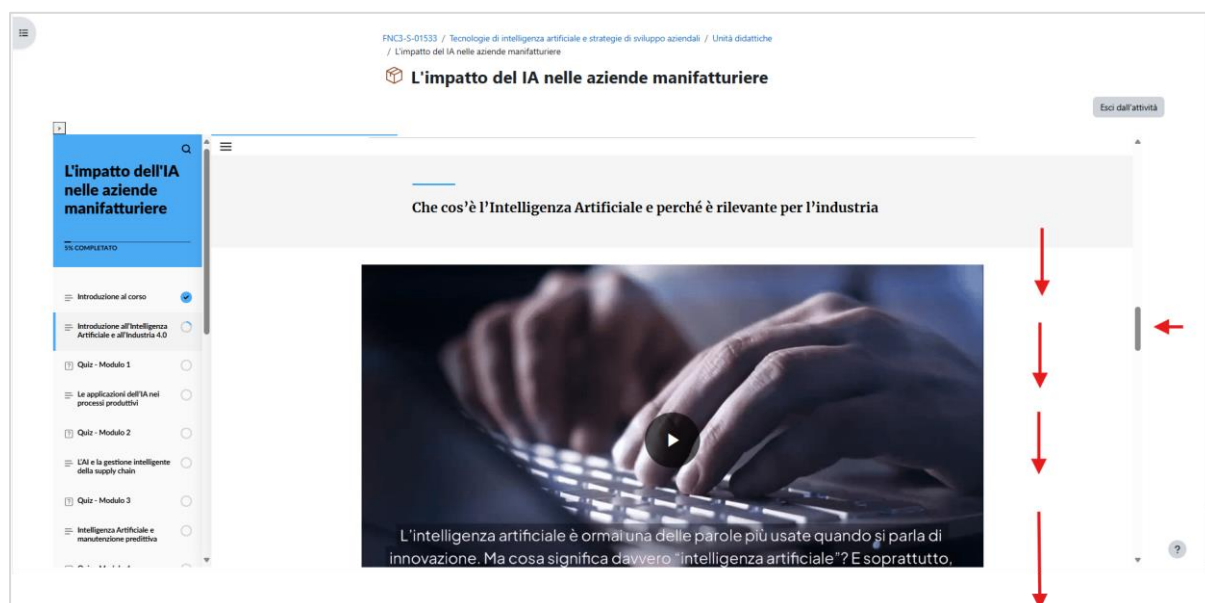 FNC3-S-01533 / Tecnologie di intelligenza artificiale e strategie di sviluppo aziendali / Unità didattiche
/ L'impatto del IA nelle aziende manifatturiere
L'impatto del IA nelle aziende manifatturiere
Esci dall'attività
L'impatto dell'IA
nelle aziende
manifatturiere
5% COMPLETATO
Introduzione al corso
Introduzione all'Intelligenza
Artificiale e all'Industria 4.0
Quiz - Modulo 1
Le applicazioni dell'IA nei
processi produttivi
Quiz - Modulo 2
L'AI e la gestione intelligente
della supply chain
Quiz - Modulo 3
Intelligenza Artificiale e
manutenzione predittiva
Che cos'è l'Intelligenza Artificiale e perché è rilevante per l'industria
L'intelligenza artificiale è ormai una delle parole più usate quando si parla di
innovazione. Ma cosa significa davvero "intelligenza artificiale"? E soprattutto,
?